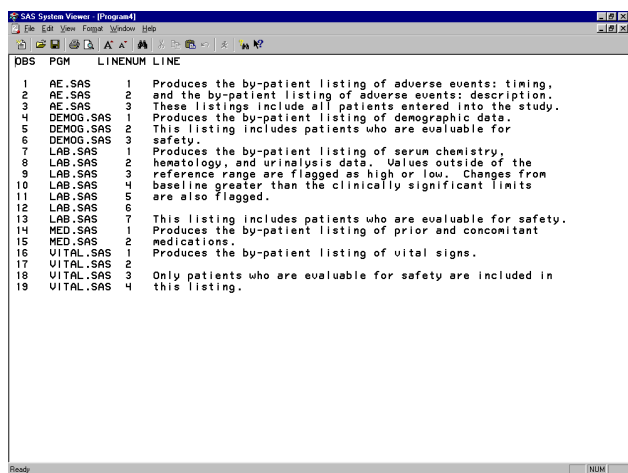 SAS System Viewer - [Program4]
File Edit View Format Window Help
OBS PGM LINENUM LINE
1 AE.SAS 1 Produces the by-patient listing of adverse events: timing,
2 AE.SAS 2 and the by-patient listing of adverse events: description.
3 AE.SAS 3 These listings include all patients entered into the study.
4 DEMOG.SAS 1 Produces the by-patient listing of demographic data.
5 DEMOG.SAS 2 This listing includes patients who are evaluable for
6 DEMOG.SAS 3 safety.
7 LAB.SAS 1 Produces the by-patient listing of serum chemistry,
8 LAB.SAS 2 hematology, and urinalysis data. Values outside of the
9 LAB.SAS 3 reference range are flagged as high or low. Changes from
10 LAB.SAS 4 baseline greater than the clinically significant limits
11 LAB.SAS 5 are also flagged.
12 LAB.SAS 6
13 LAB.SAS 7 This listing includes patients who are evaluable for safety.
14 MED.SAS 1 Produces the by-patient listing of prior and concomitant
15 MED.SAS 2 medications.
16 VITAL.SAS 1 Produces the by-patient listing of vital signs.
17 VITAL.SAS 2
18 VITAL.SAS 3 Only patients who are evaluable for safety are included in
19 VITAL.SAS 4 this listing.
Ready NUM